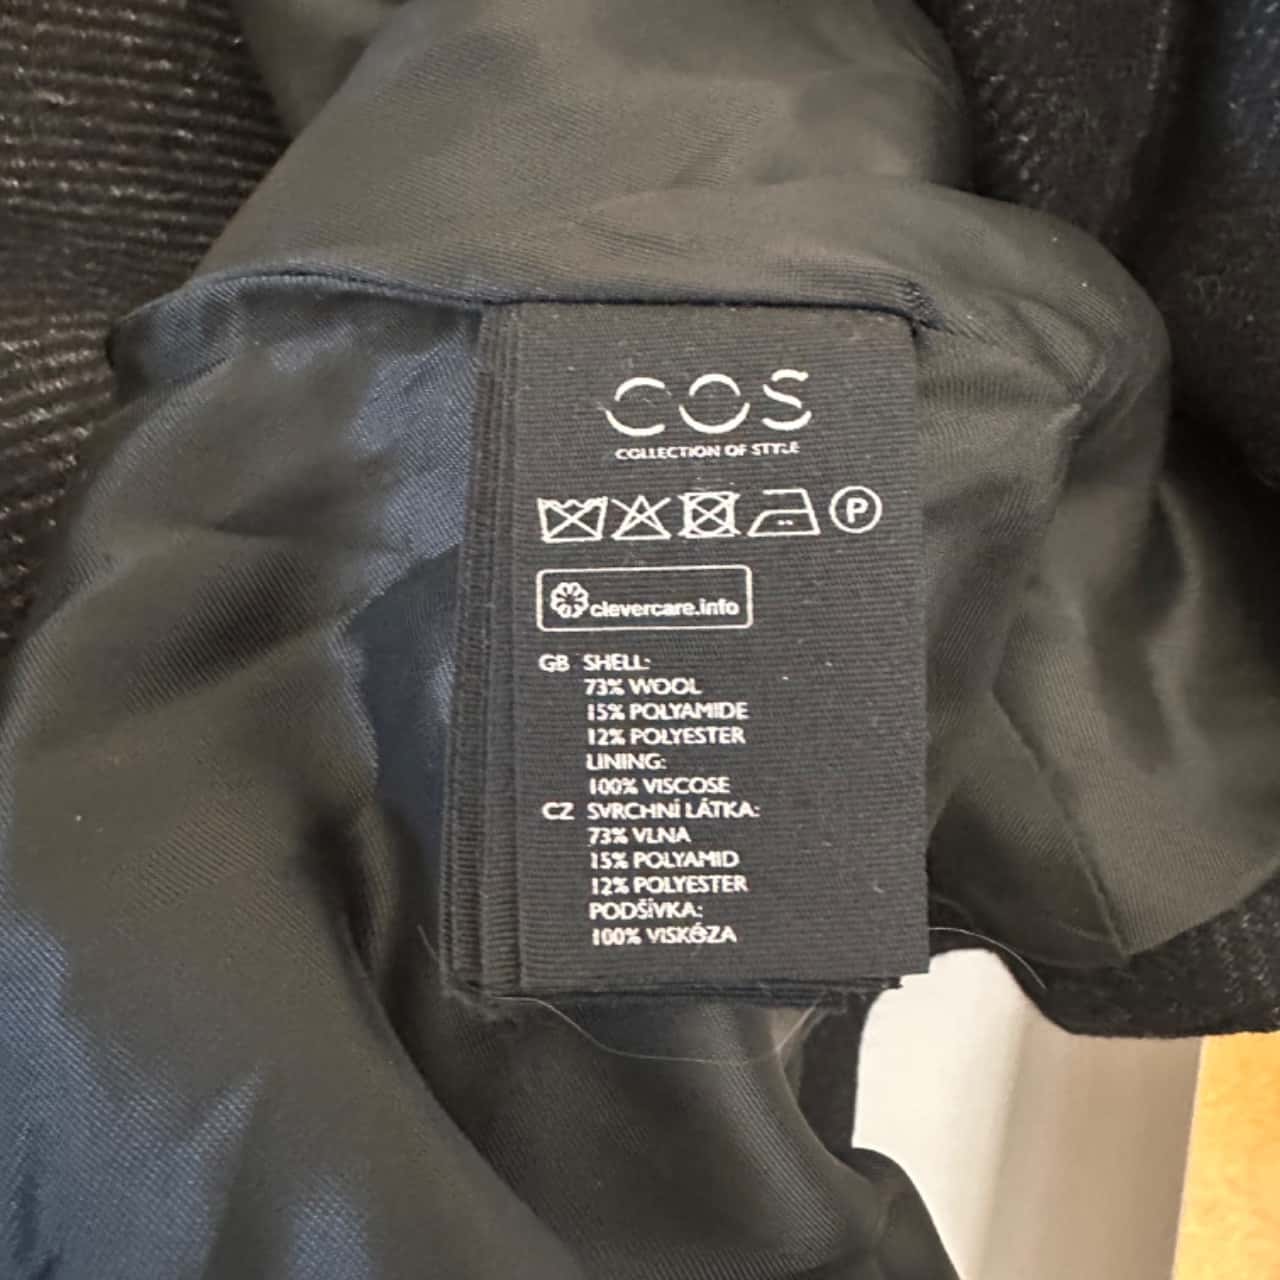 COS
COLLECTION OF STYLE
P
clevercare.info
GB SHELL:
73% WOOL
15% POLYAMIDE
12% POLYESTER
LINING:
100% VISCOSE
CZ SVRCHNÍ LÁTKA:
73% VLNA
15% POLYAMID
12% POLYESTER
PODŠÍVKA:
100% VISKÓZA